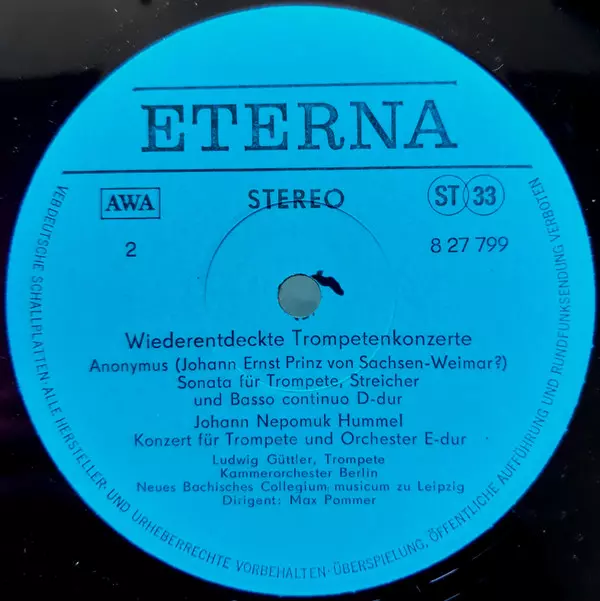 ETERNA
AWA
STEREO
ST 33
2
8 27 799
Wiederentdeckte Trompetenkonzerte
Anonymus (Johann Ernst Prinz von Sachsen-Weimar?)
Sonata für Trompete, Streicher
und Basso continuo D-dur
Johann Nepomuk Hummel
Konzert für Trompete und Orchester E-dur
Ludwig Güttler, Trompete
Kammerorchester Berlin
Neues Bachisches Collegium musicum zu Leipzig
Dirigent: Max Pommer
VEB DEUTSCHE SCHALLPLATTEN · ALLE HERSTELLER- UND URHEBERRECHTE VORBEHALTEN · ÜBERSPIELUNG, ÖFFENTLICHE AUFFÜHRUNG UND RUNDFUNKSENDUNG VERBOTEN